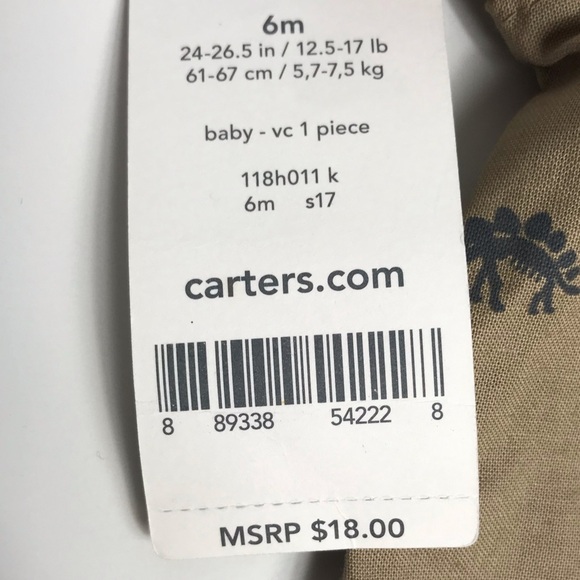 6m
24-26.5 in / 12.5-17 lb
61-67 cm / 5,7-7,5 kg
baby - vc 1 piece
118h011 k
6m s17
carters.com
8 89338 54222 8
MSRP $18.00